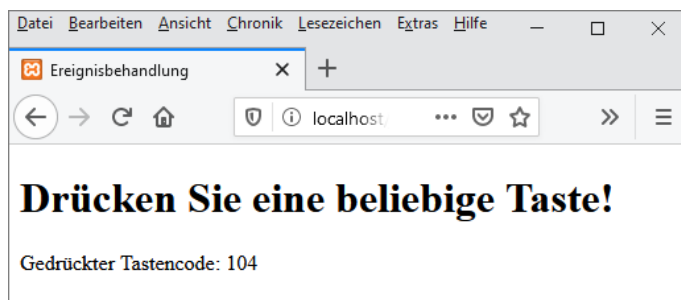 Datei Bearbeiten Ansicht Chronik Lesezeichen Extras Hilfe
Ereignisbehandlung
localhost/
Drücken Sie eine beliebige Taste!
Gedrückter Tastencode: 104